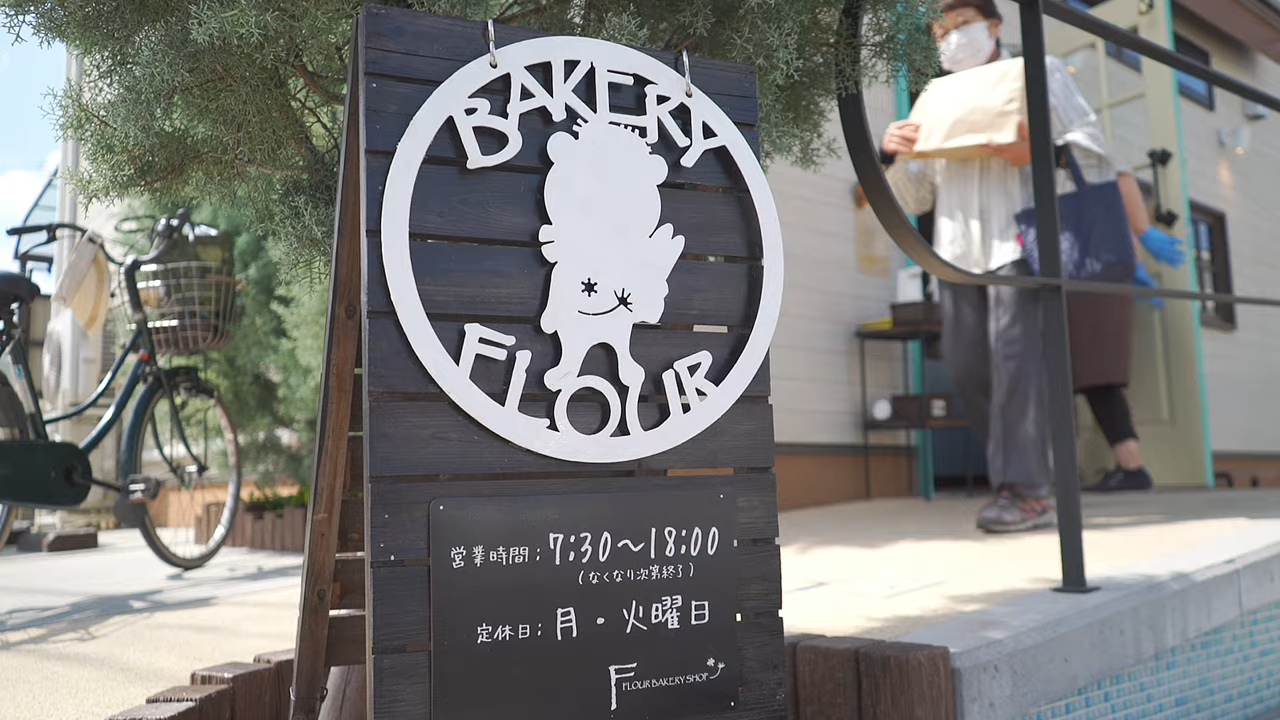 BAKERY
FLOUR
営業時間:7:30〜18:00
(なくなり次第終了)
定休日:月・火曜日
FLOUR BAKERY SHOP